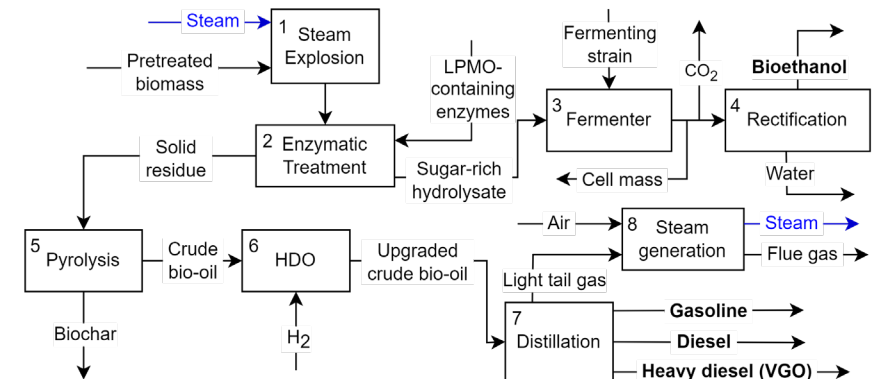 Steam
1
Steam
Explosion
Pretreated
biomass
LPMO-
containing
enzymes
Fermenting
strain
CO2
Bioethanol
3
Fermenter
4
Rectification
2
Enzymatic
Treatment
Solid
residue
Sugar-rich
hydrolysate
Cell mass
Water
Air
8
Steam
generation
Steam
Flue gas
5
Pyrolysis
Crude
bio-oil
6
HDO
Upgraded
crude bio-oil
Light tail gas
Biochar
H2
7
Distillation
Gasoline
Diesel
Heavy diesel (VGO)